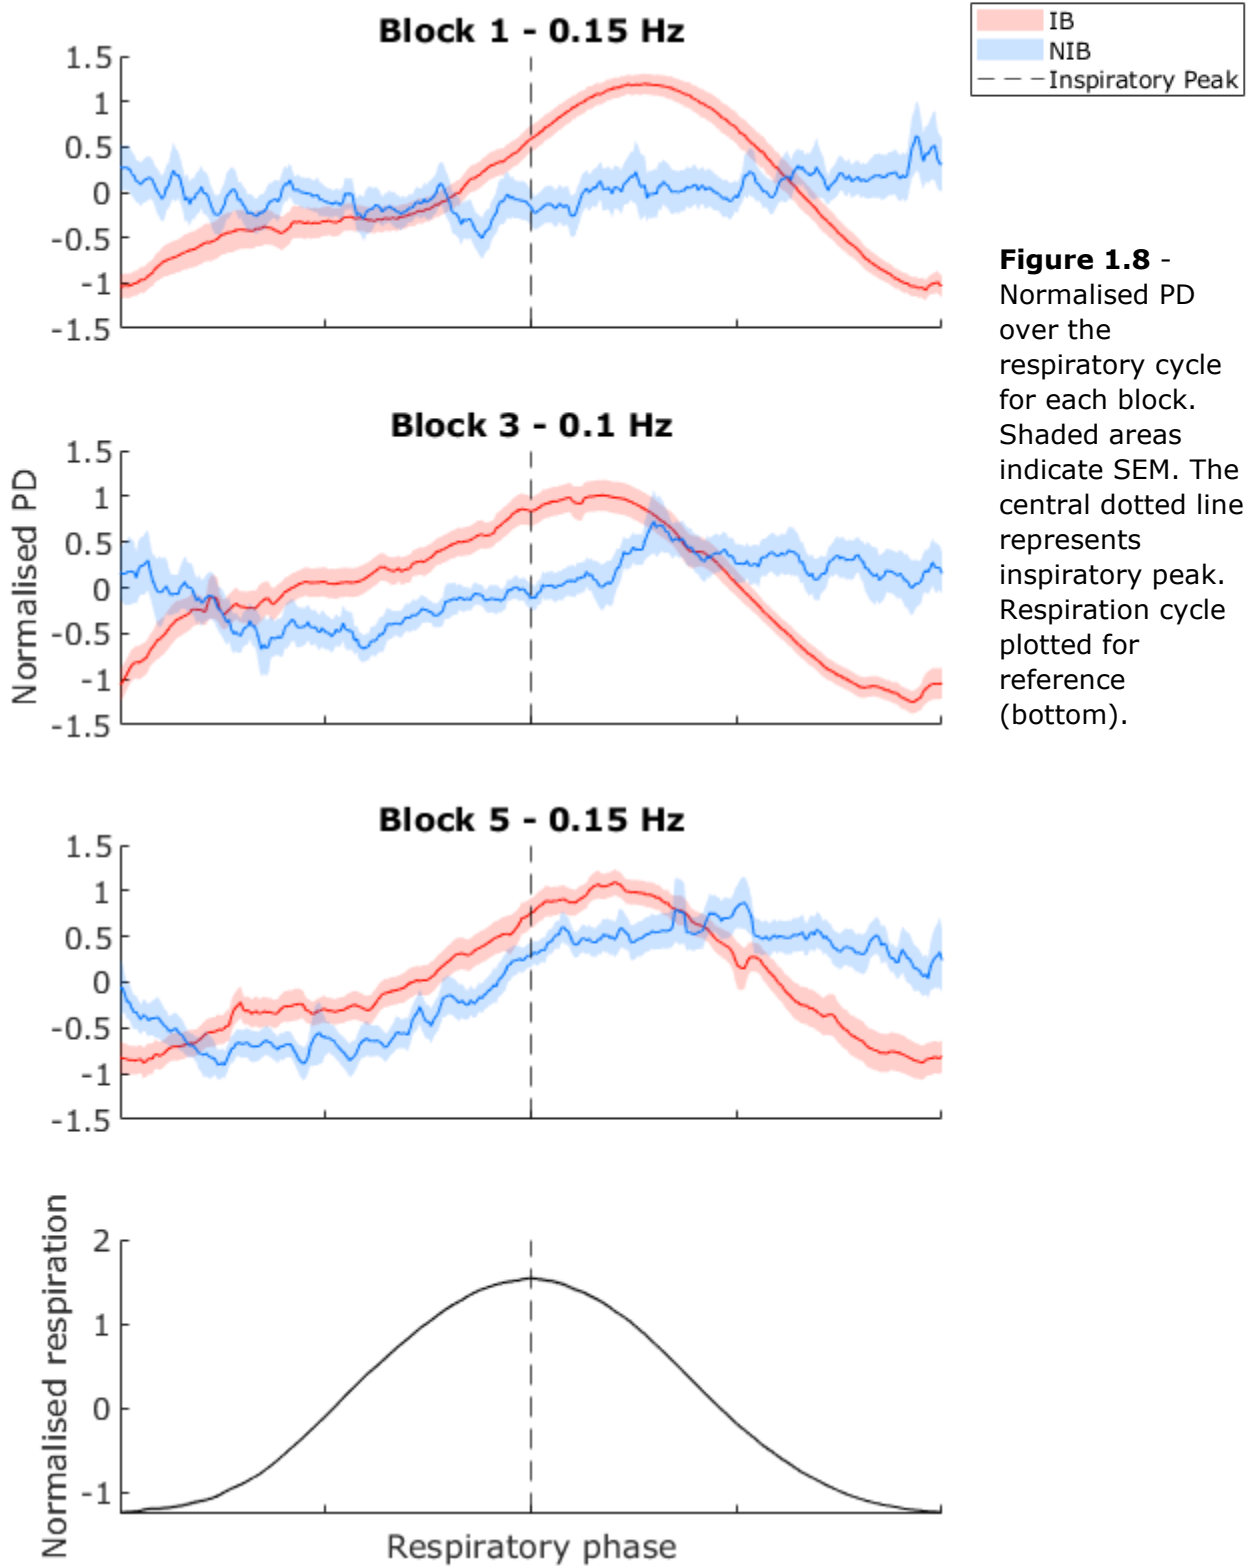 Block 1 - 0.15 Hz
1.5
1
0.5
0
-0.5
-1
-1.5
IB
NIB
Inspiratory Peak
Block 3 - 0.1 Hz
Normalised PD
1.5
1
0.5
0
-0.5
-1
-1.5
Block 5 - 0.15 Hz
1.5
1
0.5
0
-0.5
-1
-1.5
Normalised respiration
2
1
0
-1
Respiratory phase
Figure 1.8 -
Normalised PD
over the
respiratory cycle
for each block.
Shaded areas
indicate SEM. The
central dotted line
represents
inspiratory peak.
Respiration cycle
plotted for
reference
(bottom).